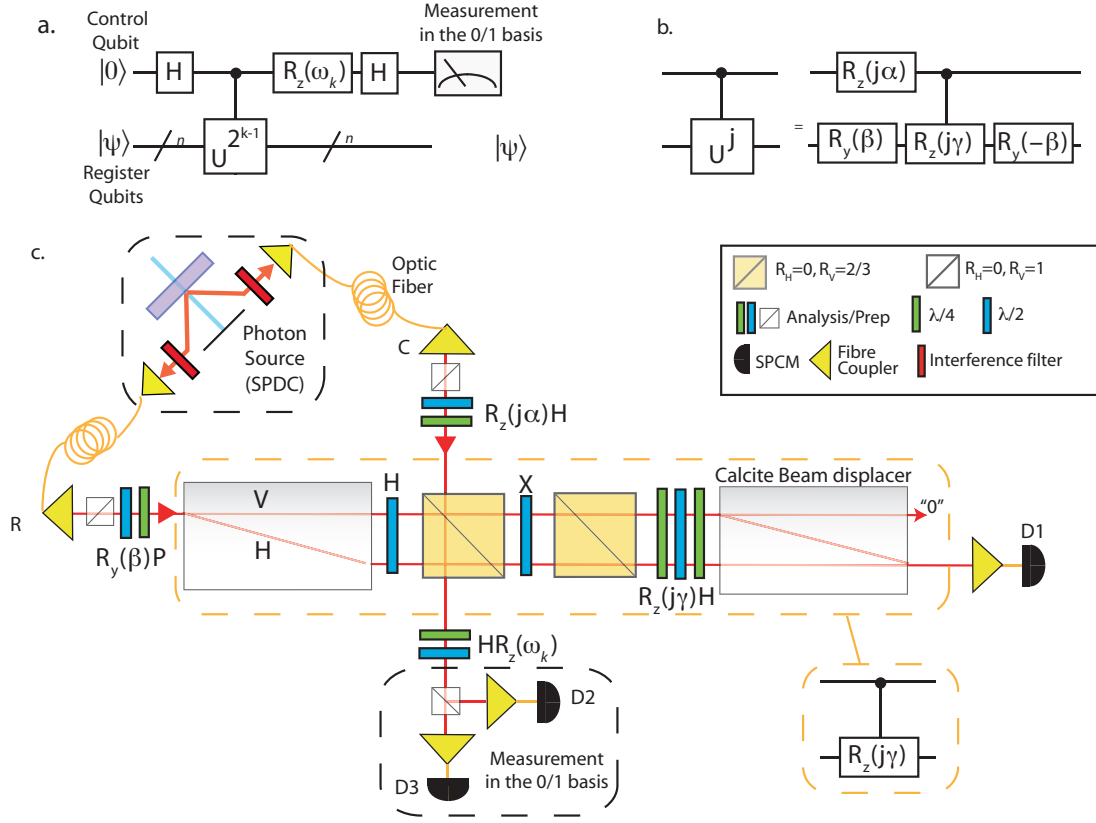 a.
Control
Qubit
|0⟩
H
R_z(ω_k)
H
Measurement
in the 0/1 basis
|ψ⟩
n
U^{2^{k-1}}
n
|ψ⟩
Register
Qubits
b.
U^j
=
R_z(jα)
R_y(β)
R_z(jγ)
R_y(−β)
c.
Photon
Source
(SPDC)
Optic
Fiber
C
R_z(jα)H
R_H=0, R_V=2/3
R_H=0, R_V=1
Analysis/Prep
λ/4
λ/2
SPCM
Fibre
Coupler
Interference filter
R
R_y(β)P
V
H
H
X
R_z(jγ)H
Calcite Beam displacer
“0”
D1
HR_z(ω_k)
D2
D3
Measurement
in the 0/1 basis
R_z(jγ)